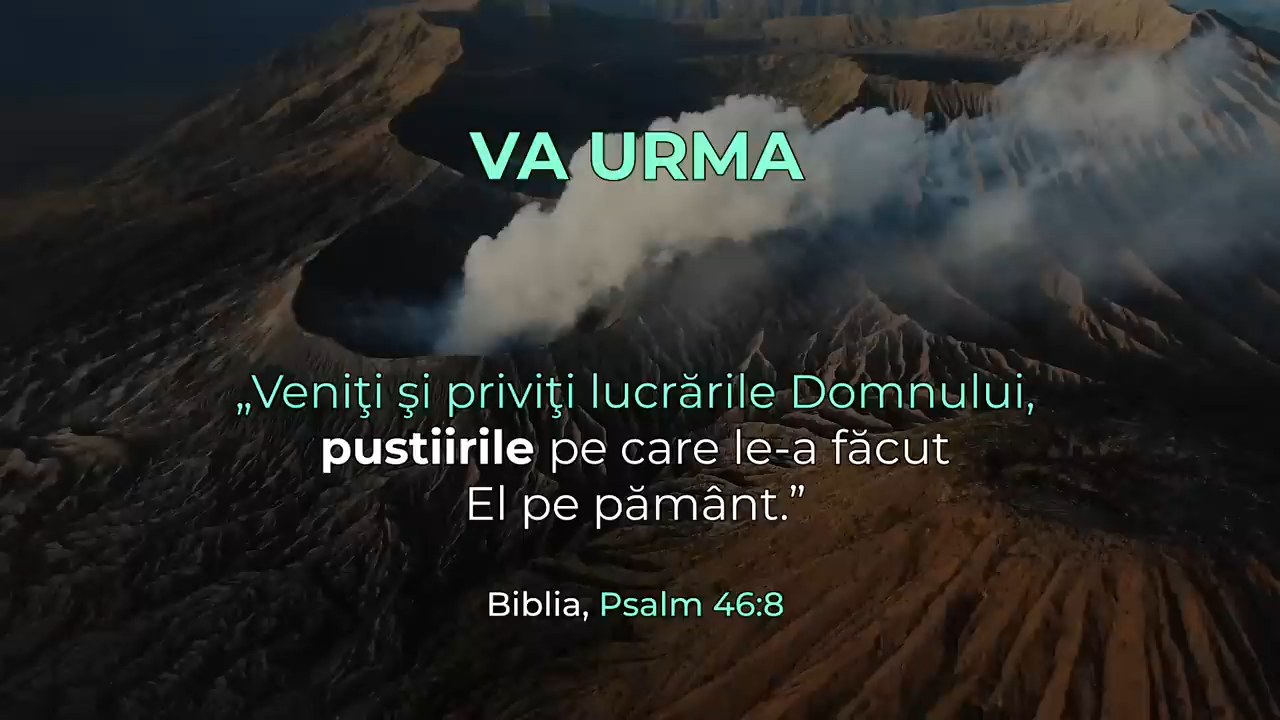 VA URMA
„Veniţi şi priviţi lucrările Domnului,
pustiirile pe care le-a făcut
El pe pământ.”
Biblia, Psalm 46:8